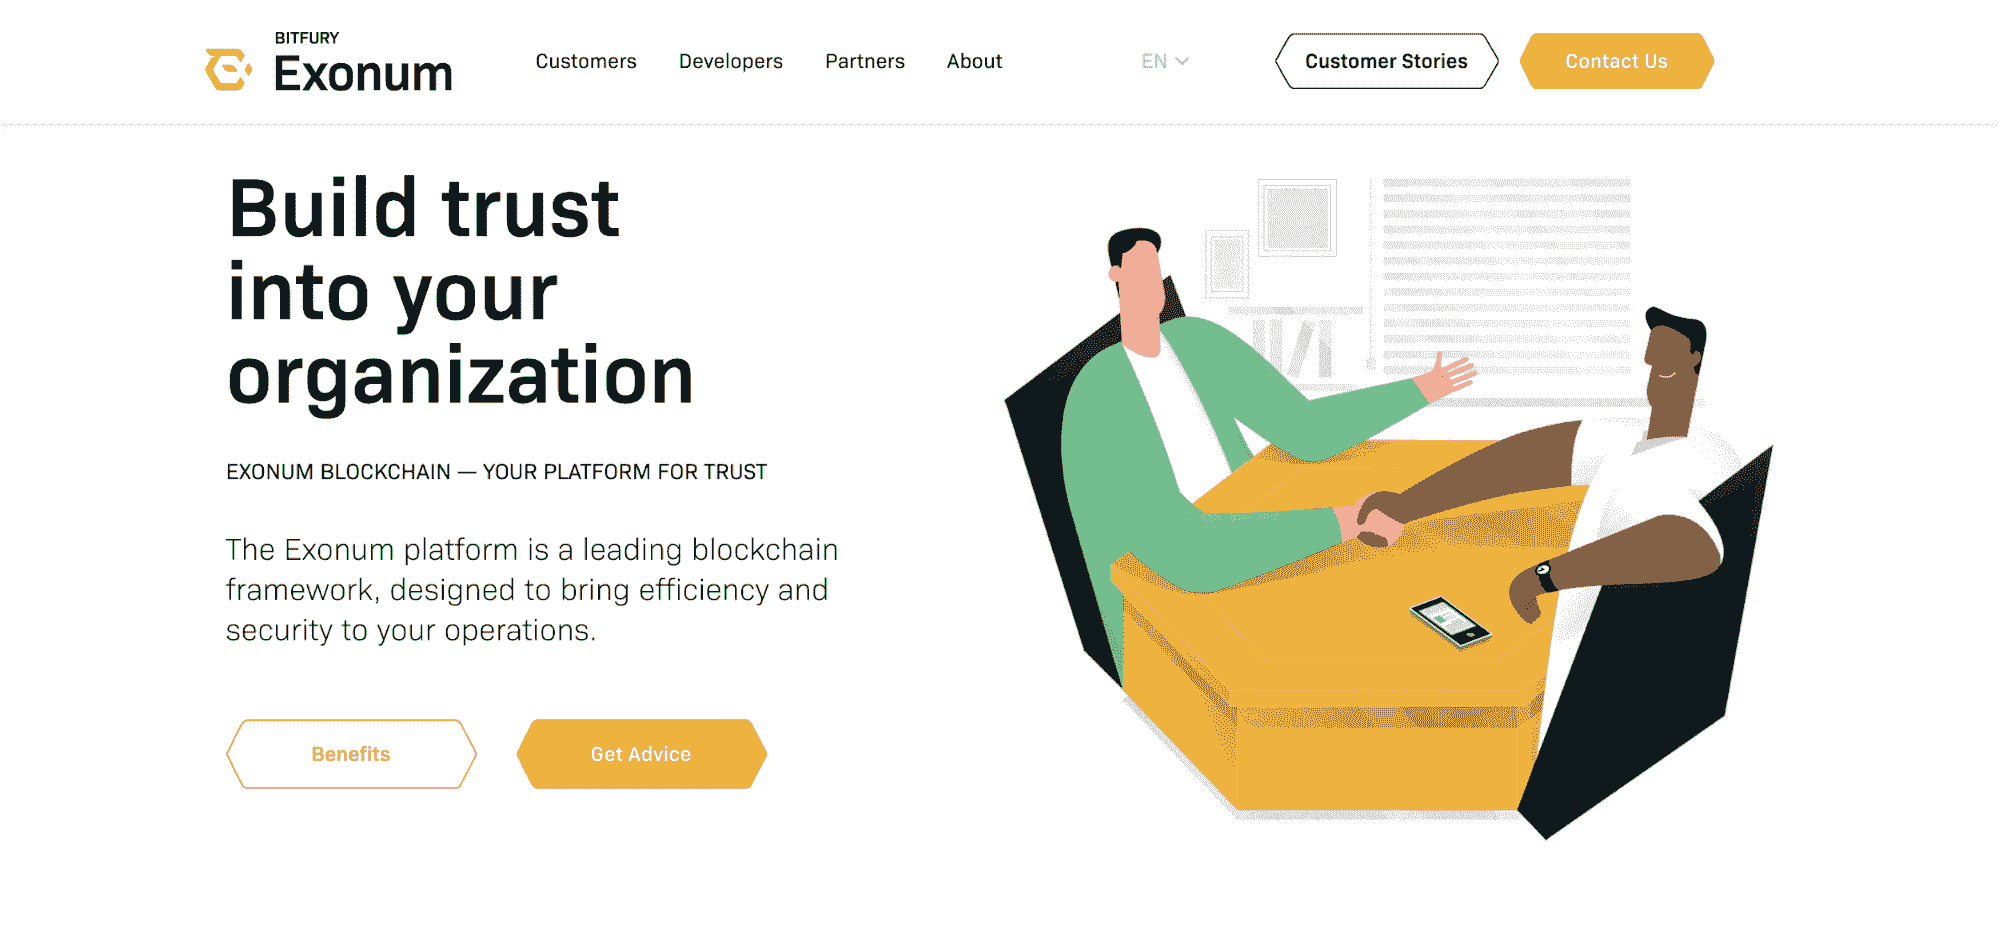 BITFURY
Exonum
Customers
Developers
Partners
About
EN
Customer Stories
Contact Us
Build trust
into your
organization
EXONUM BLOCKCHAIN — YOUR PLATFORM FOR TRUST
The Exonum platform is a leading blockchain
framework, designed to bring efficiency and
security to your operations.
Benefits
Get Advice